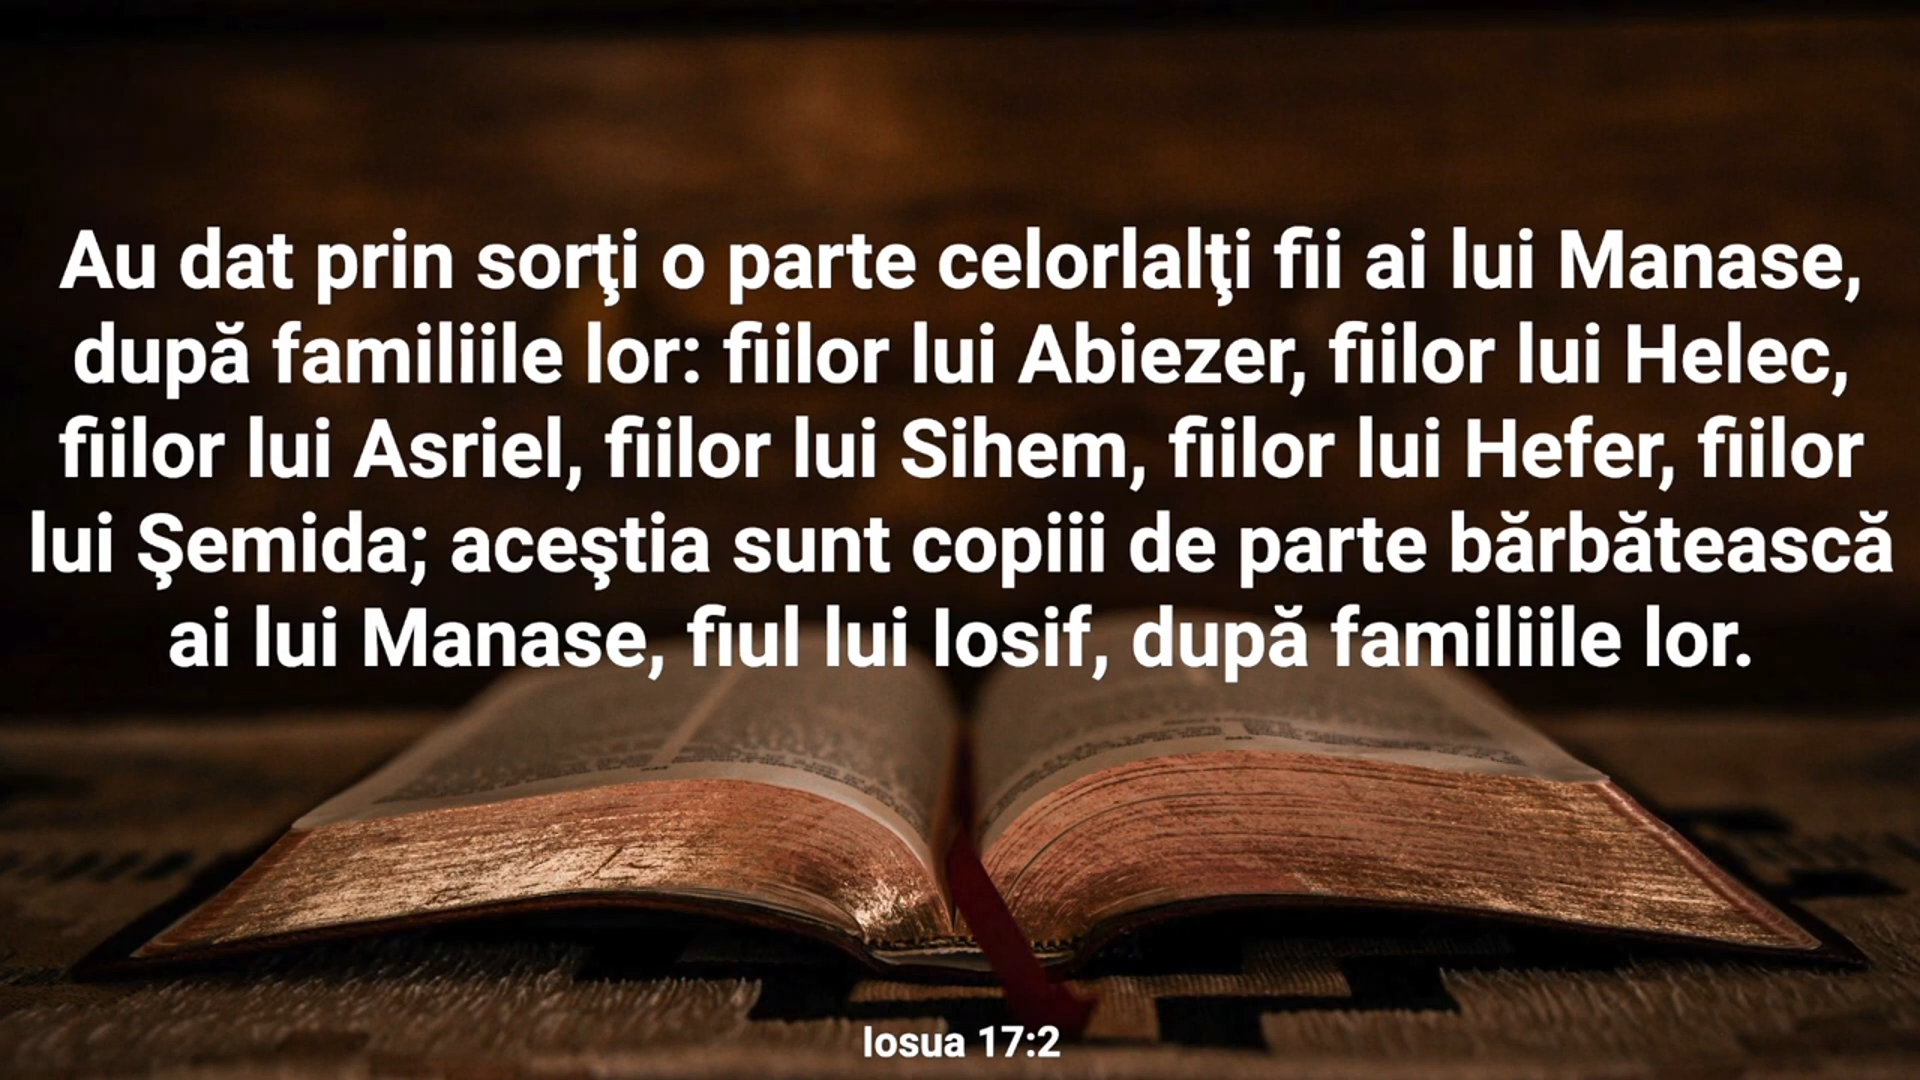 Au dat prin sorţi o parte celorlalţi fii ai lui Manase,
după familiile lor: fiilor lui Abiezer, fiilor lui Helec,
fiilor lui Asriel, fiilor lui Sihem, fiilor lui Hefer, fiilor
lui Şemida; aceştia sunt copiii de parte bărbătească
ai lui Manase, fiul lui Iosif, după familiile lor.
Iosua 17:2